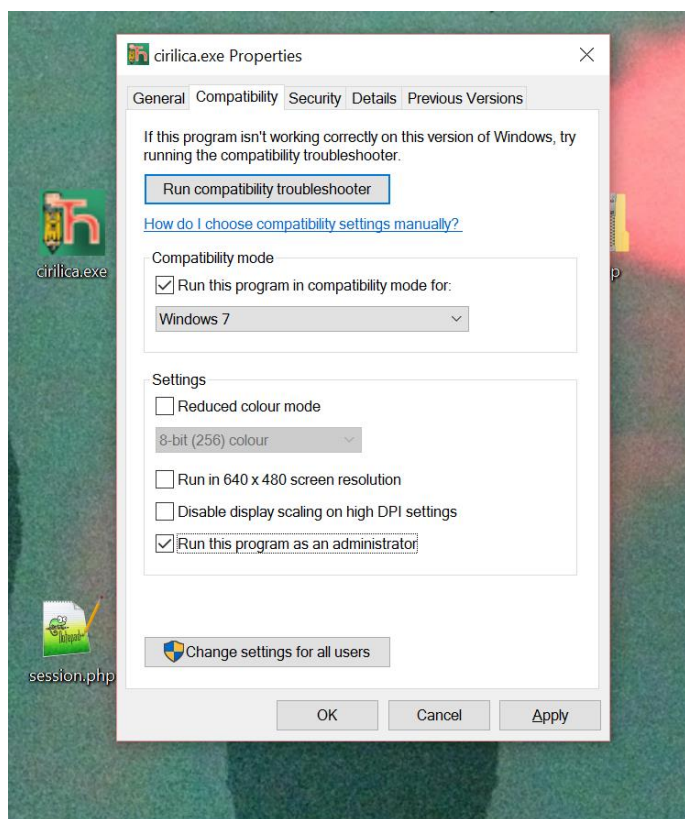 cirilica.exe Properties
General Compatibility Security Details Previous Versions
If this program isn't working correctly on this version of Windows, try
running the compatibility troubleshooter.
Run compatibility troubleshooter
How do I choose compatibility settings manually?
Compatibility mode
Run this program in compatibility mode for:
Windows 7
Settings
Reduced colour mode
8-bit (256) colour
Run in 640 x 480 screen resolution
Disable display scaling on high DPI settings
Run this program as an administrator
Change settings for all users
OK Cancel Apply
cirilica.exe
session.php
p